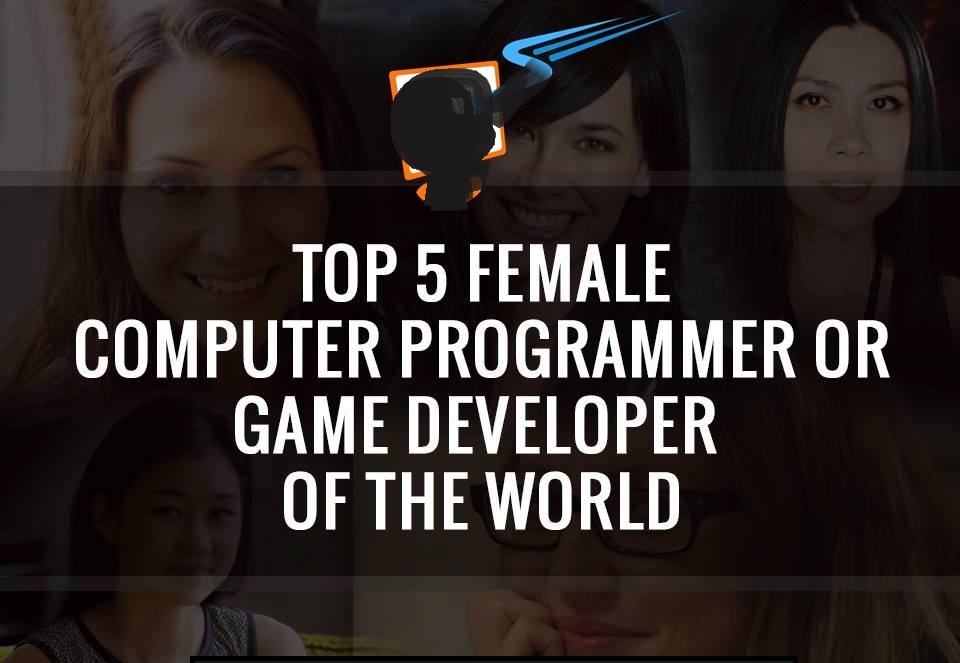 TOP 5 FEMALE
COMPUTER PROGRAMMER OR
GAME DEVELOPER
OF THE WORLD